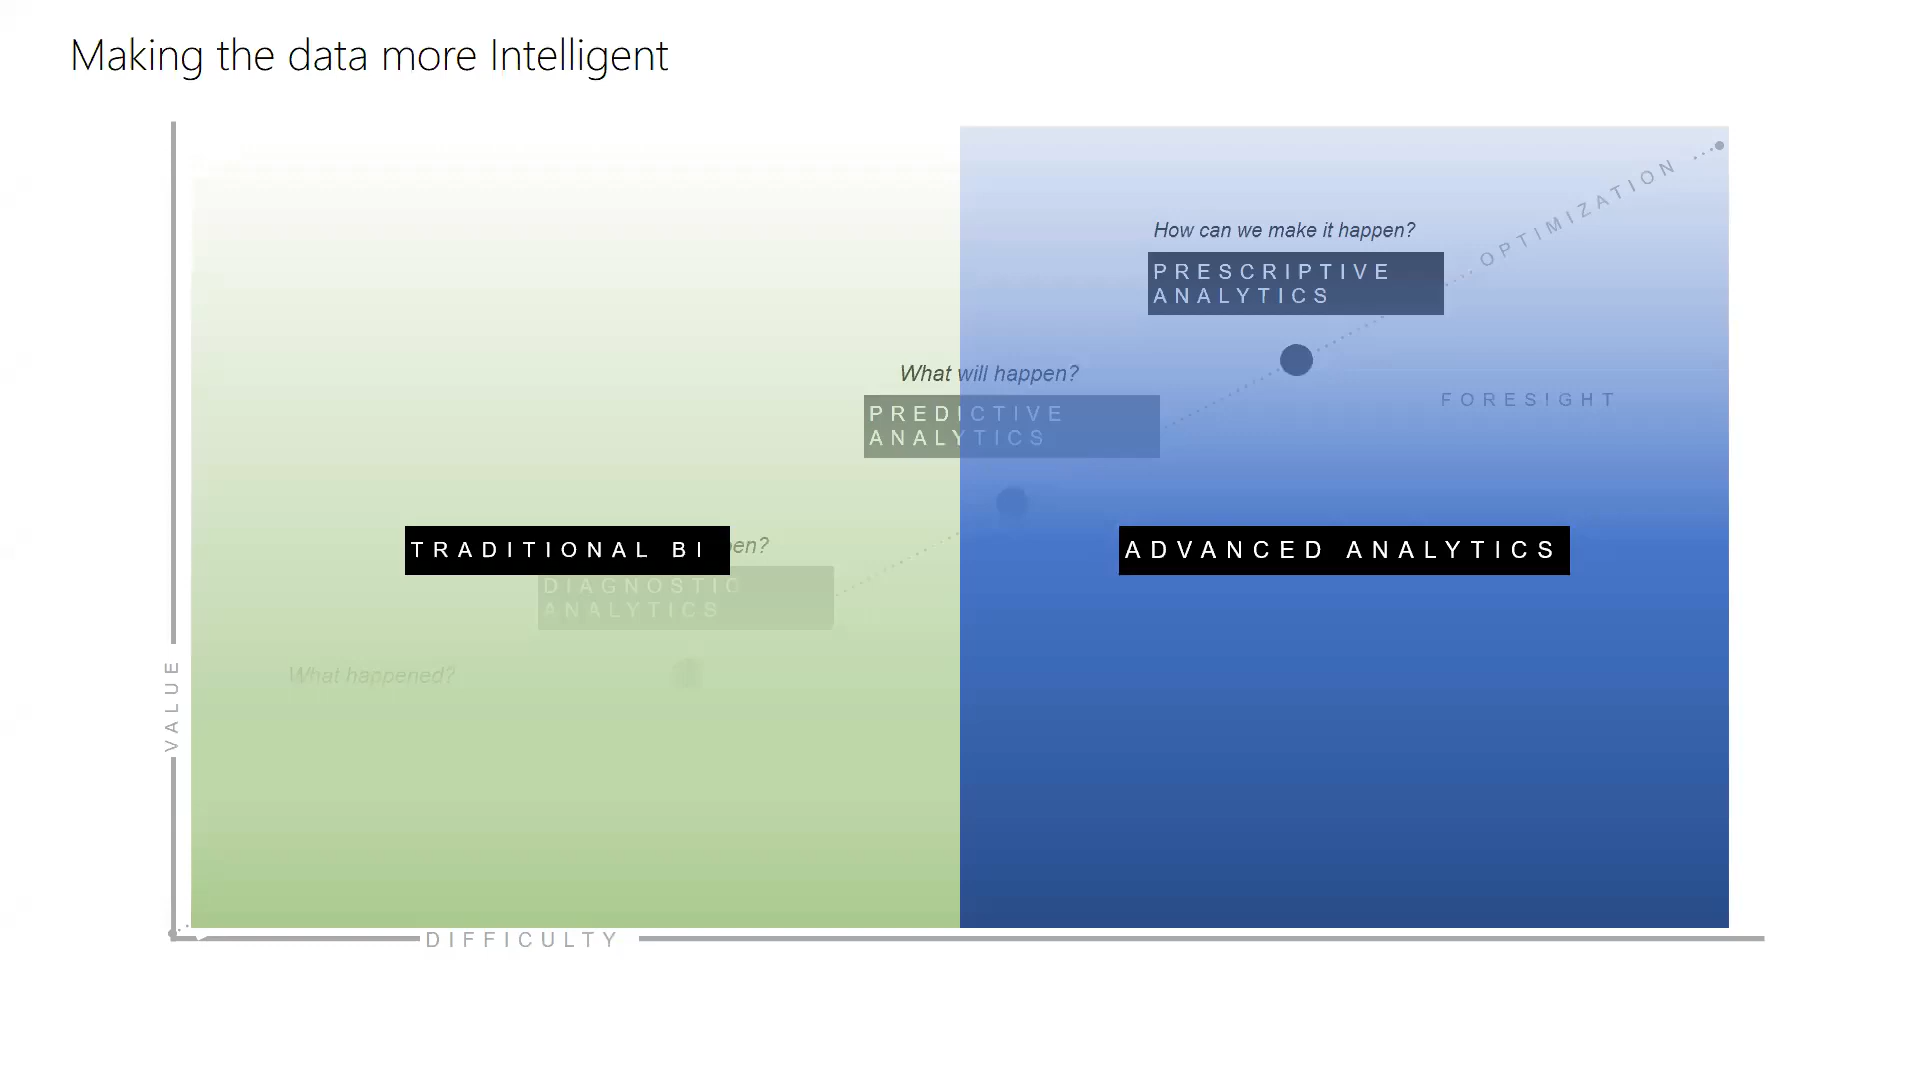 Making the data more Intelligent
OPTIMIZATION
How can we make it happen?
PRESCRIPTIVE
ANALYTICS
What will happen?
FORESIGHT
PREDICTIVE
ANALYTICS
TRADITIONAL BI
pen?
ADVANCED ANALYTICS
DIAGNOSTIC
ANALYTICS
What happened?
VALUE
DIFFICULTY